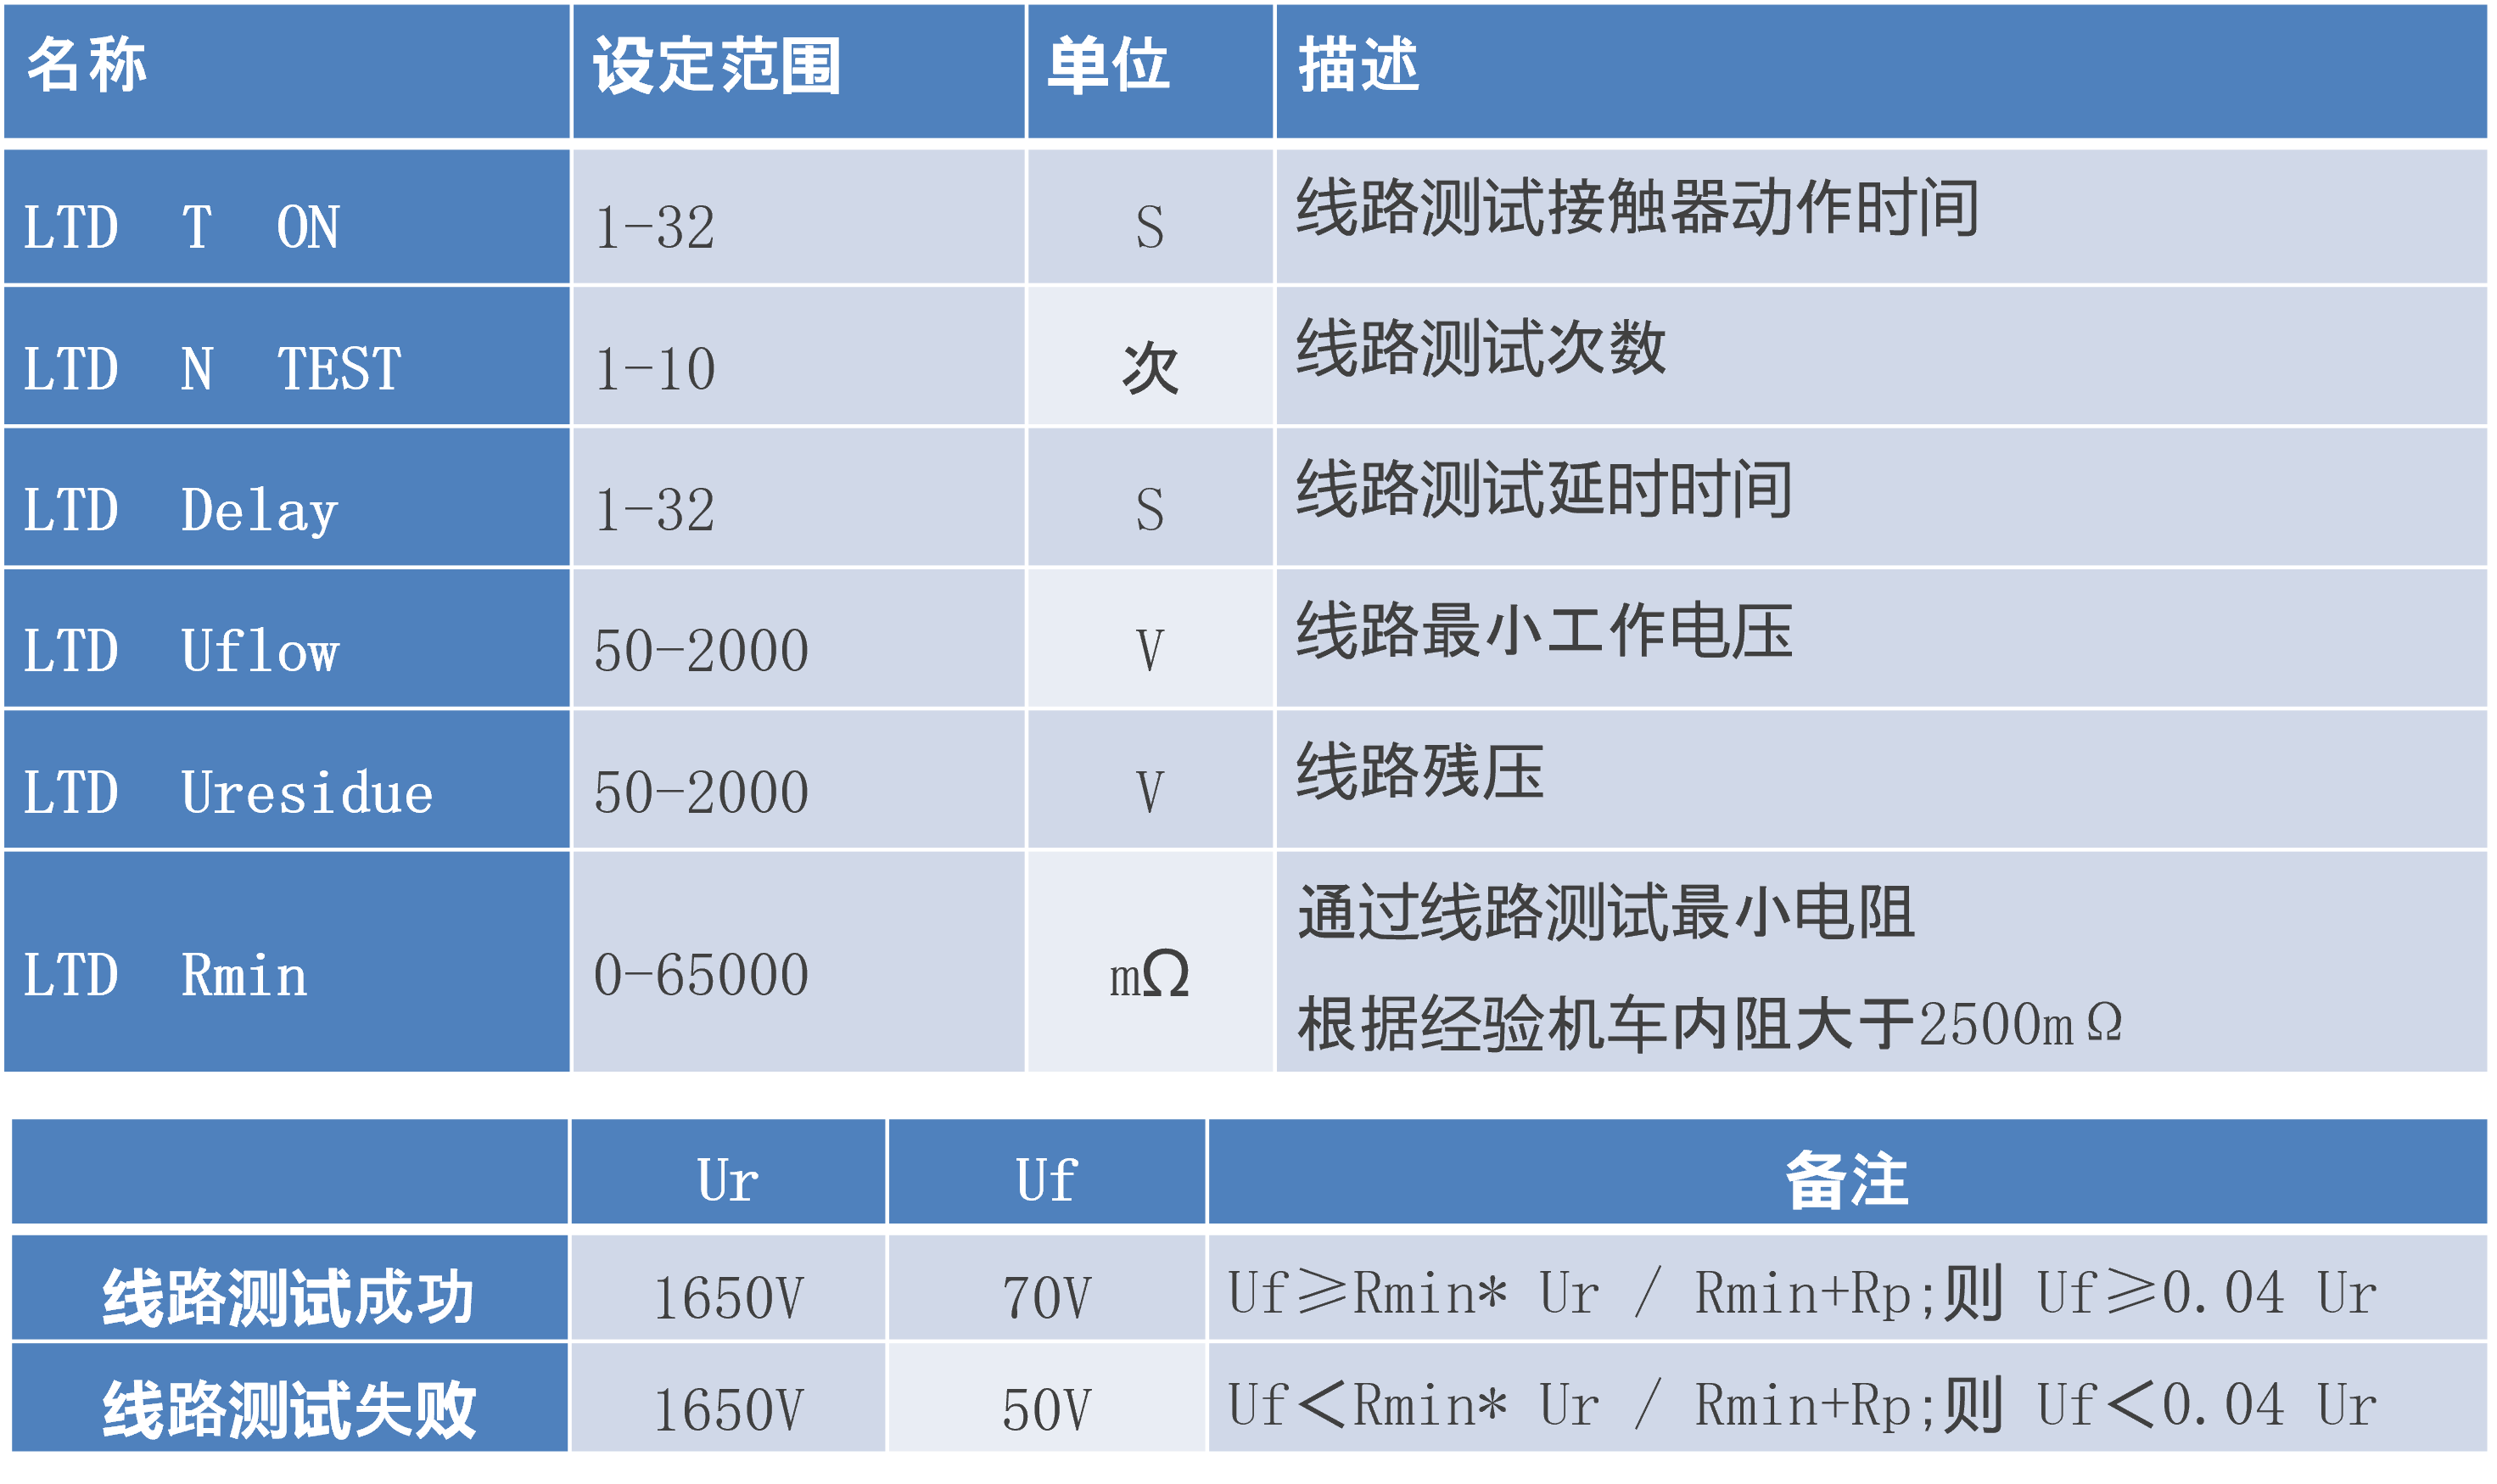 名称 设定范围 单位 描述
LTD T ON 1-32 S 线路测试接触器动作时间
LTD N TEST 1-10 次 线路测试次数
LTD Delay 1-32 S 线路测试延时时间
LTD Uflow 50-2000 V 线路最小工作电压
LTD Uresidue 50-2000 V 线路残压
LTD Rmin 0-65000 mΩ 通过线路测试最小电阻
根据经验机车内阻大于2500mΩ
Ur Uf 备注
线路测试成功 1650V 70V Uf≥Rmin* Ur / Rmin+Rp;则 Uf≥0.04 Ur
线路测试失败 1650V 50V Uf＜Rmin* Ur / Rmin+Rp;则 Uf＜0.04 Ur